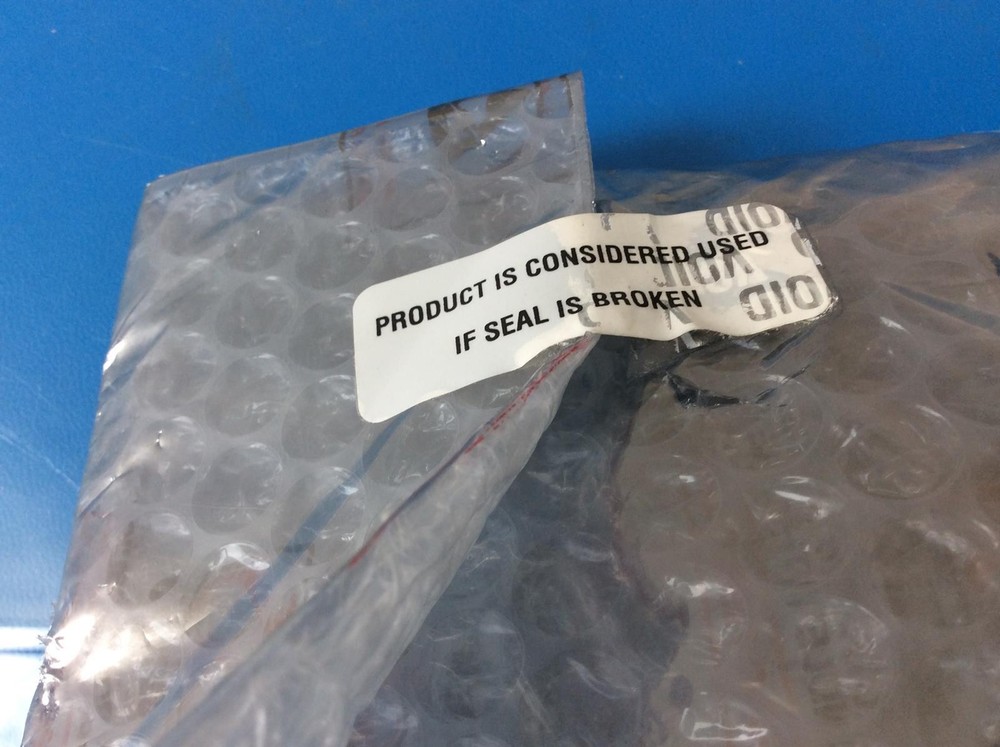 PRODUCT IS CONSIDERED USED
IF SEAL IS BROKEN